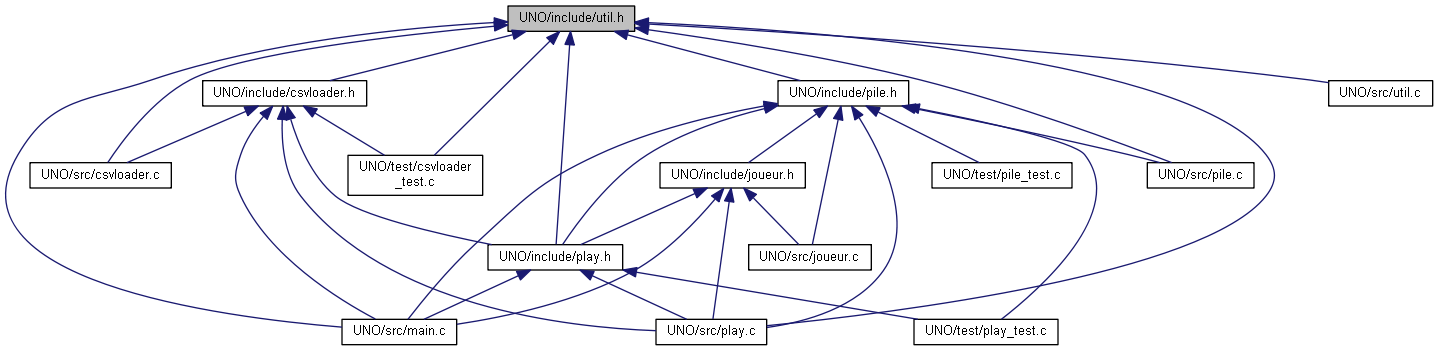 UNO/include/util.h
UNO/include/csvloader.h
UNO/include/pile.h
UNO/src/util.c
UNO/src/csvloader.c
UNO/test/csvloader
_test.c
UNO/include/joueur.h
UNO/test/pile_test.c
UNO/src/pile.c
UNO/include/play.h
UNO/src/joueur.c
UNO/src/main.c
UNO/src/play.c
UNO/test/play_test.c